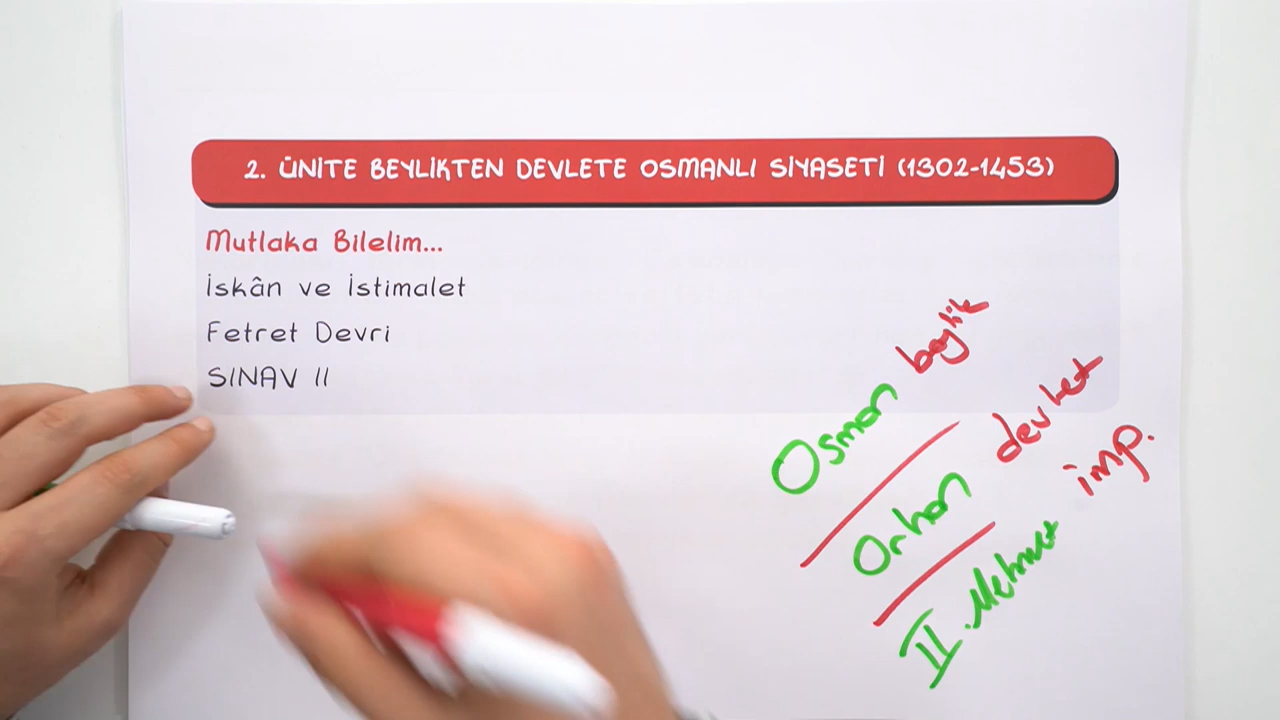 2. ÜNİTE BEYLİKTEN DEVLETE OSMANLI SİYASETİ (1302-1453)
Mutlaka Bilelim...
İskân ve İstimalet
Fetret Devri
SINAV II
Osman beylik
Orhan devlet
II. Mehmet imp.